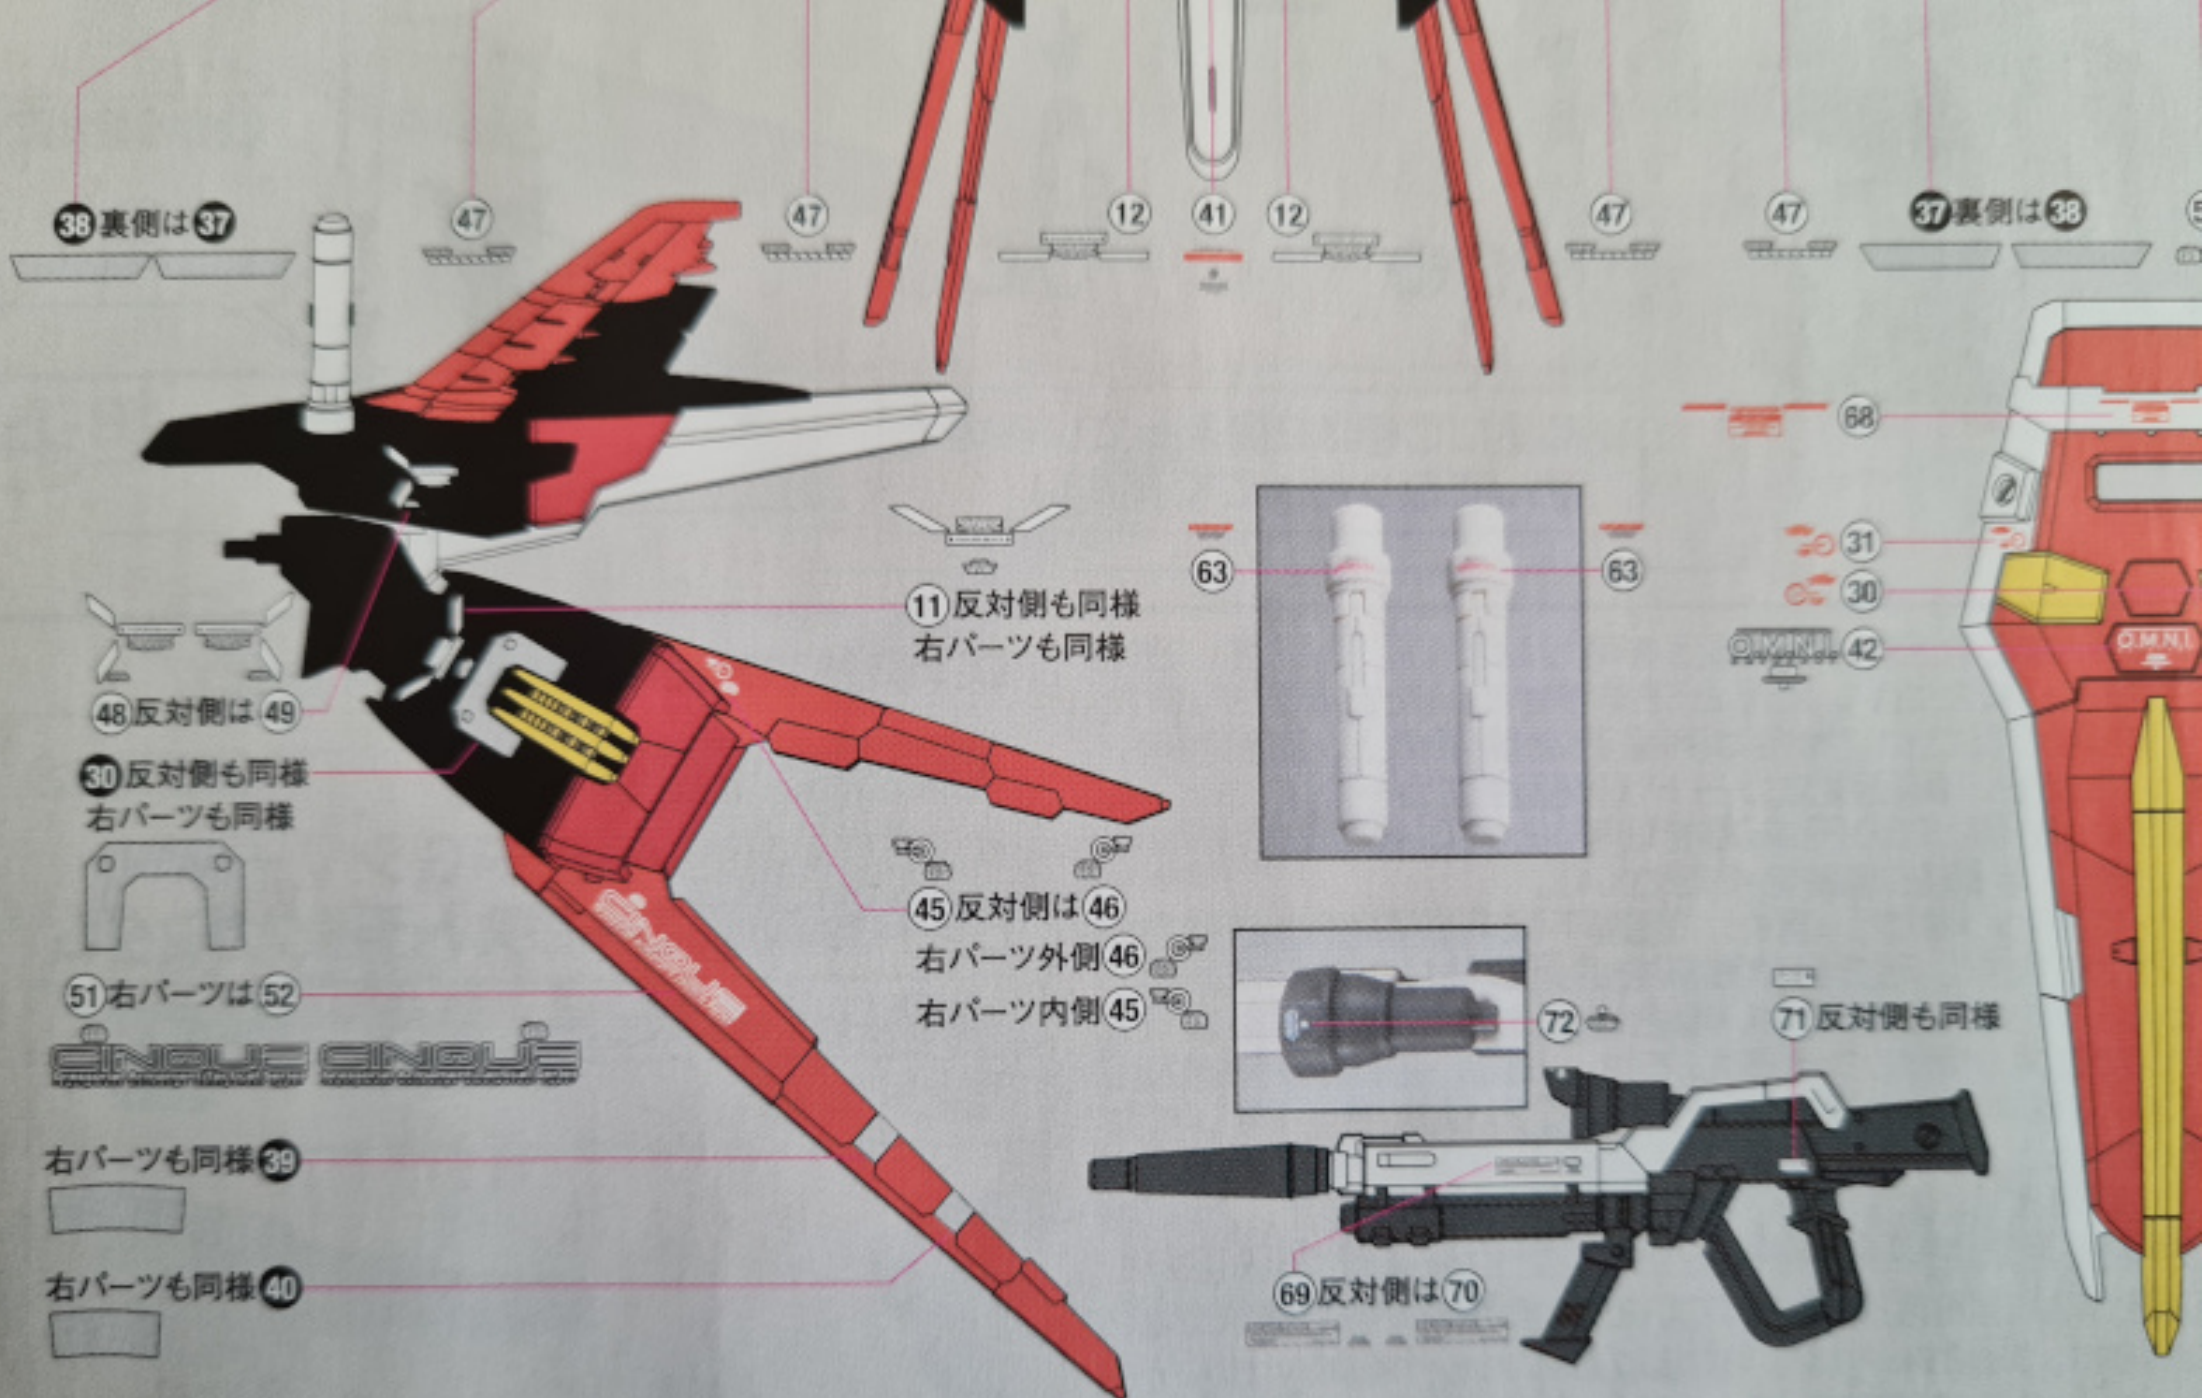 38裏側は37
47
47
12
41
12
47
47
37裏側は38
68
63
63
31
11反対側も同様
右パーツも同様
30
O.M.N.I.
42
O.M.N.I.
48反対側は49
30反対側も同様
右パーツも同様
45反対側は46
右パーツ外側46
右パーツ内側45
CINQUE
51右パーツは52
CINQUE CINQUE
72
71反対側も同様
右パーツも同様39
右パーツも同様40
69反対側は70